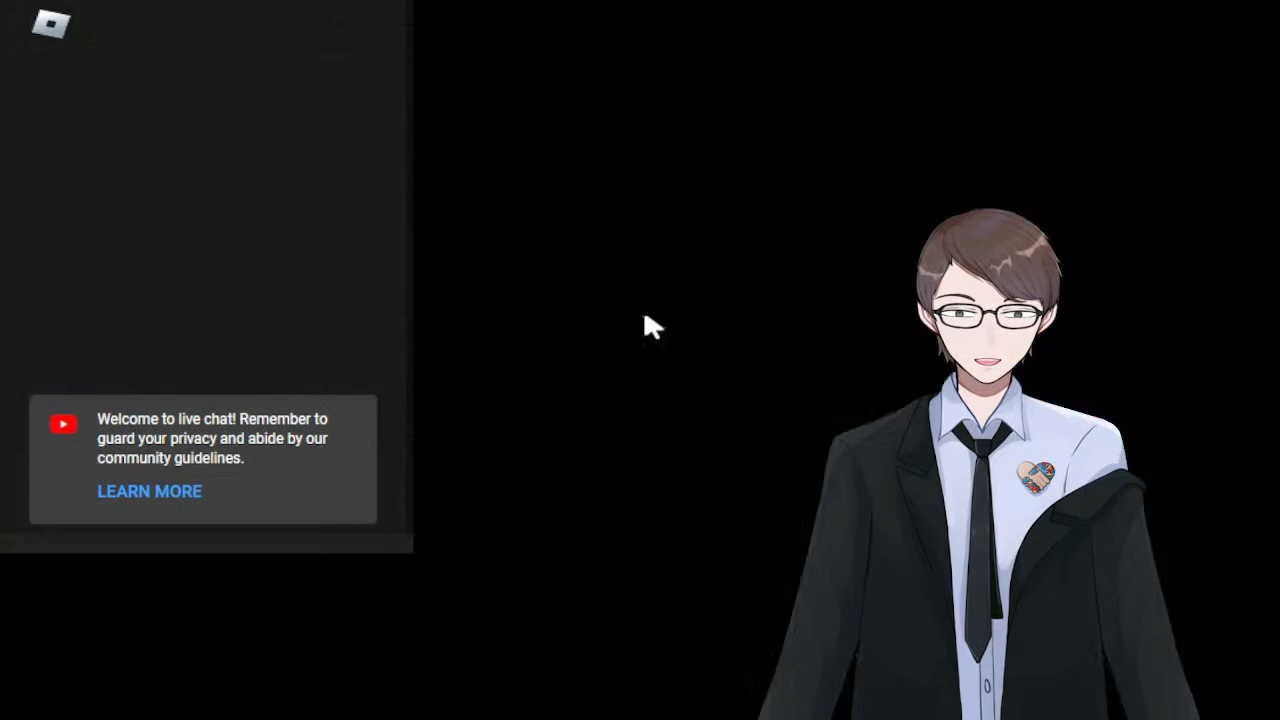 Welcome to live chat! Remember to
guard your privacy and abide by our
community guidelines.
LEARN MORE